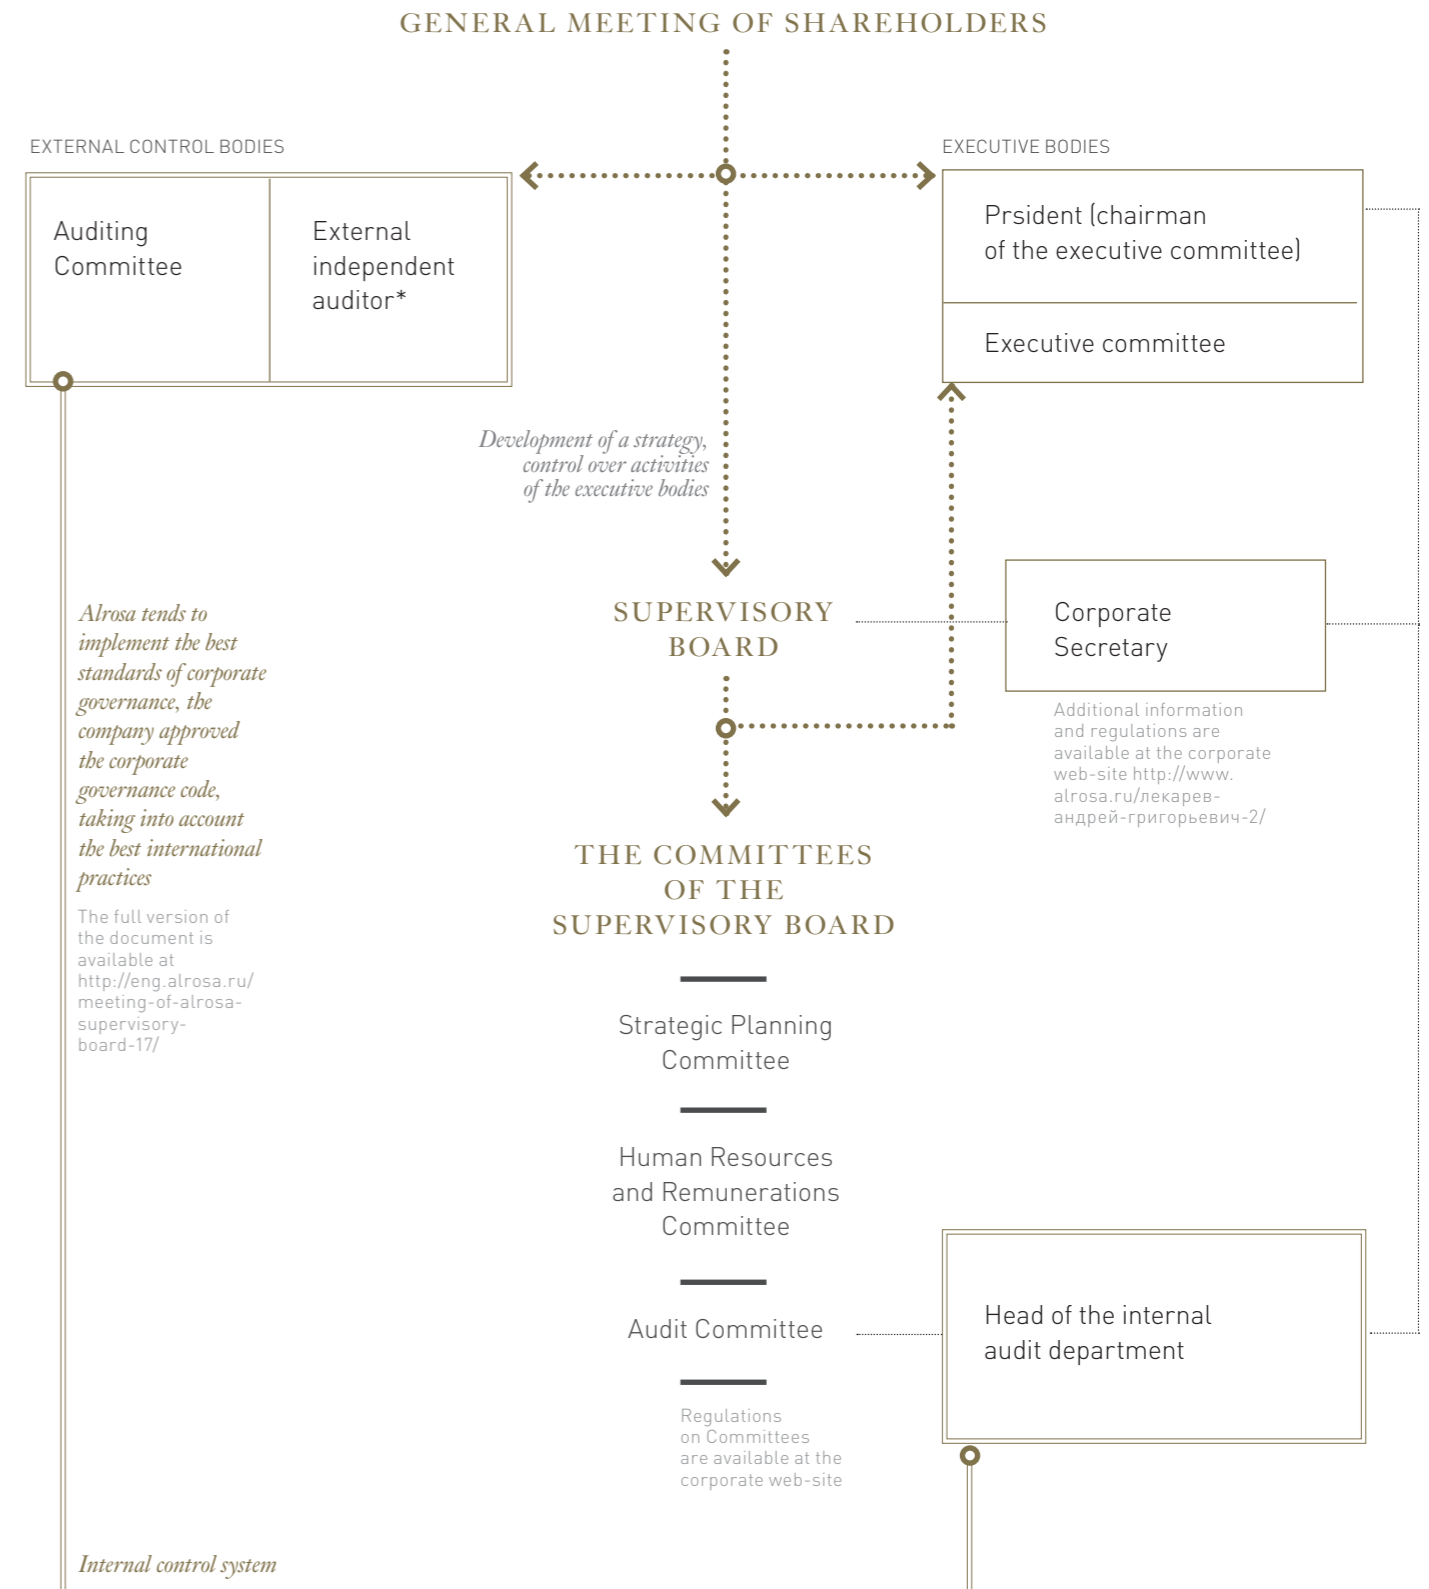 GENERAL MEETING OF SHAREHOLDERS
EXTERNAL CONTROL BODIES
Auditing
Committee
External
independent
auditor*
EXECUTIVE BODIES
Prsident (chairman
of the executive committee)
Executive committee
Development of a strategy,
control over activities
of the executive bodies
SUPERVISORY
BOARD
Corporate
Secretary
Additional information
and regulations are
available at the corporate
web-site http://www.
alrosa.ru/лекарев-
андрей-григорьевич-2/
Alrosa tends to
implement the best
standards of corporate
governance, the
company approved
the corporate
governance code,
taking into account
the best international
practices
The full version of
the document is
available at
http://eng.alrosa.ru/
meeting-of-alrosa-
supervisory-
board-17/
THE COMMITTEES
OF THE
SUPERVISORY BOARD
Strategic Planning
Committee
Human Resources
and Remunerations
Committee
Audit Committee
Head of the internal
audit department
Regulations
on Committees
are available at the
corporate web-site
Internal control system